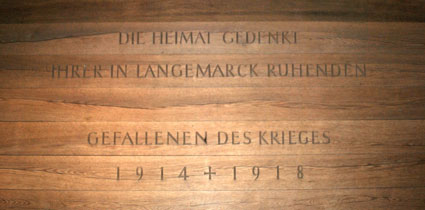 DIE HEIMAT GEDENKT
IHRER IN LANGEMARCK RUHENDEN
GEFALLENEN DES KRIEGES
1914 + 1918